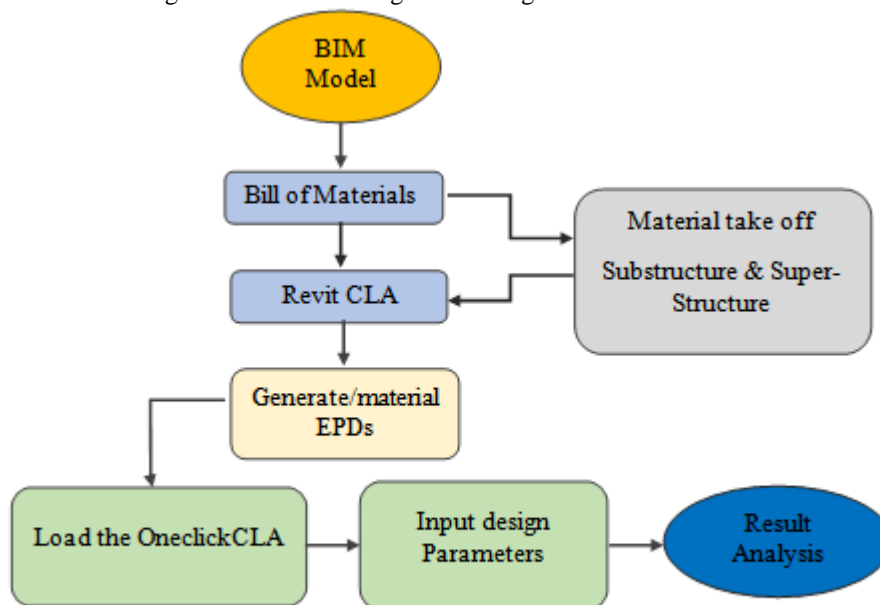 BIM
Model
Bill of Materials
Material take off
Substructure & Super-
Structure
Revit CLA
Generate/material
EPDs
Load the OneclickCLA
Input design
Parameters
Result
Analysis